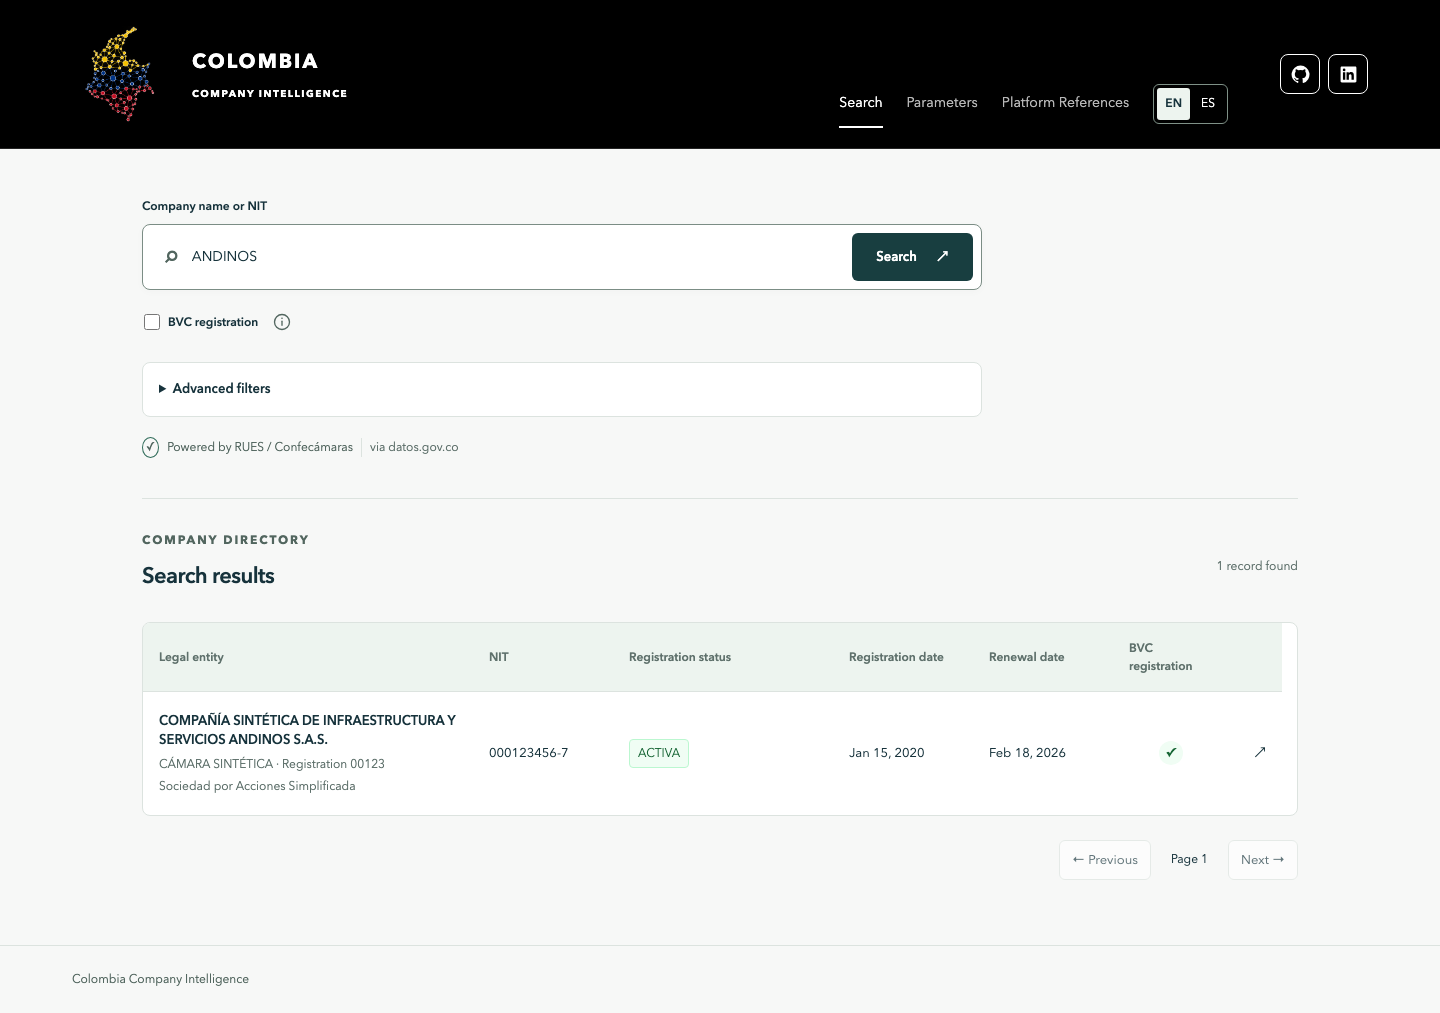 COLOMBIA
COMPANY INTELLIGENCE
Search Parameters Platform References EN ES
Company name or NIT
ANDINOS Search ↗
BVC registration
▶ Advanced filters
Powered by RUES / Confecámaras via datos.gov.co
COMPANY DIRECTORY
Search results
1 record found
Legal entity NIT Registration status Registration date Renewal date BVC registration
COMPAÑÍA SINTÉTICA DE INFRAESTRUCTURA Y
SERVICIOS ANDINOS S.A.S.
CÁMARA SINTÉTICA · Registration 00123
Sociedad por Acciones Simplificada
000123456-7 ACTIVA Jan 15, 2020 Feb 18, 2026 ✔ ↗
← Previous Page 1 Next →
Colombia Company Intelligence